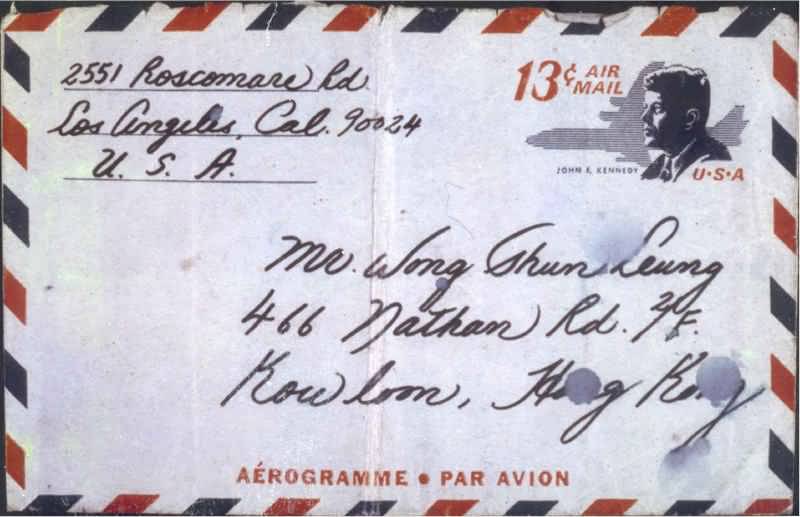 2551 Roscomare Rd
Los Angeles, Cal. 90024
U. S. A.
13¢ AIR MAIL
JOHN F. KENNEDY
U·S·A
Mr. Wong Shun Leung
466 Nathan Rd. 7/F.
Kowloon, Hong Kong
AÉROGRAMME • PAR AVION